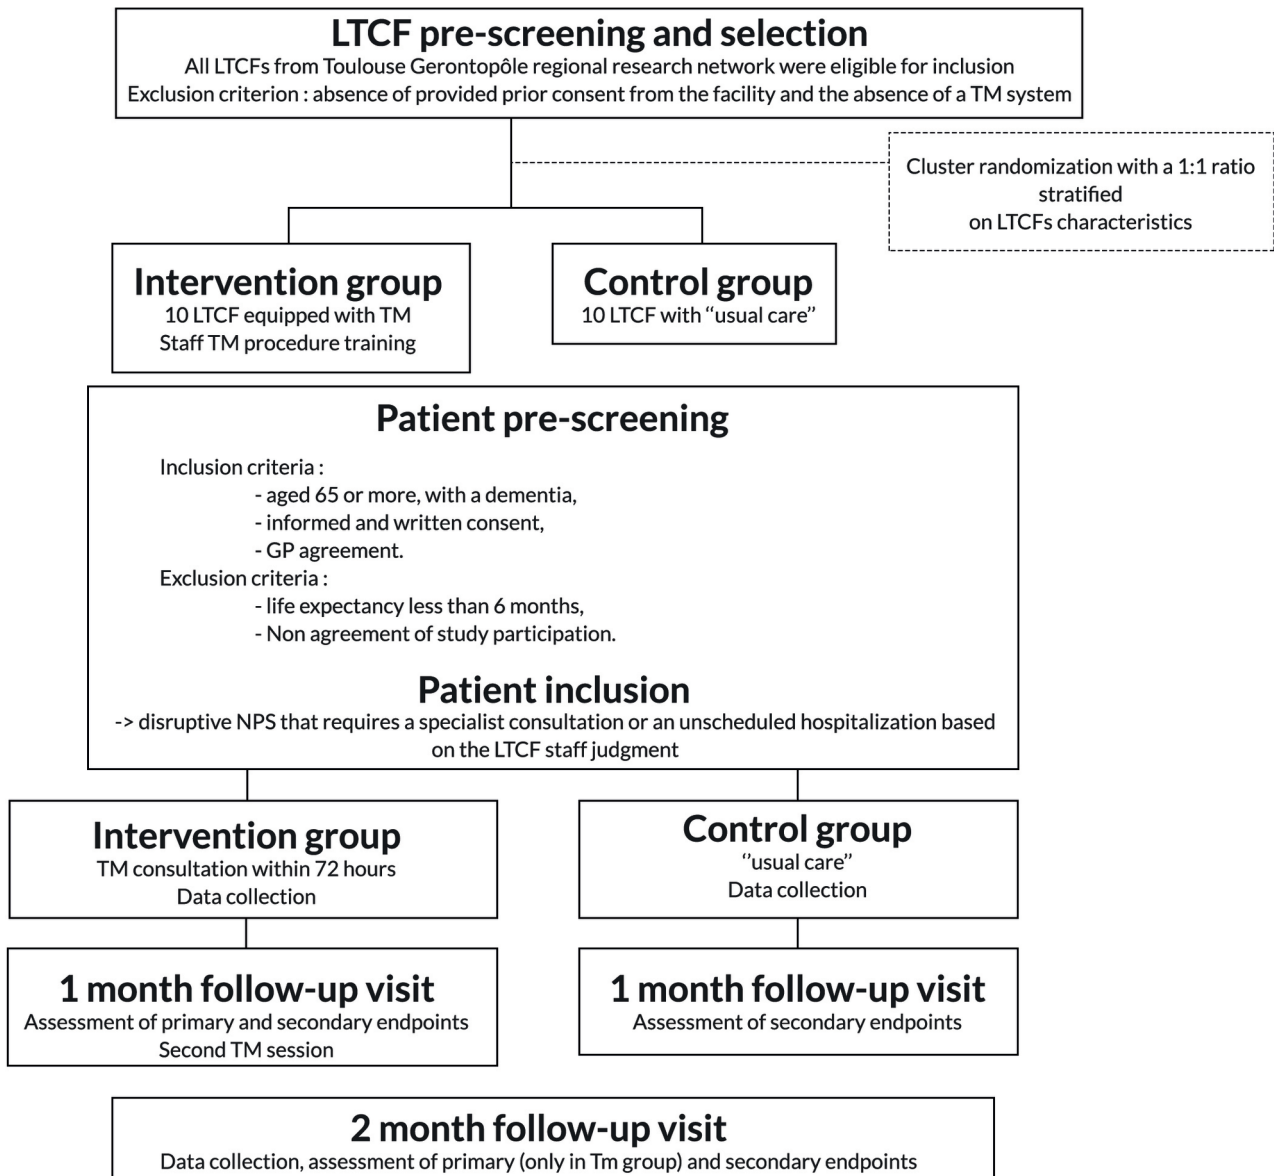 LTCF pre-screening and selection
All LTCFs from Toulouse Gerontopôle regional research network were eligible for inclusion
Exclusion criterion : absence of provided prior consent from the facility and the absence of a TM system
Cluster randomization with a 1:1 ratio
stratified
on LTCFs characteristics
Intervention group
10 LTCF equipped with TM
Staff TM procedure training
Control group
10 LTCF with “usual care”
Patient pre-screening
Inclusion criteria :
- aged 65 or more, with a dementia,
- informed and written consent,
- GP agreement.
Exclusion criteria :
- life expectancy less than 6 months,
- Non agreement of study participation.
Patient inclusion
-> disruptive NPS that requires a specialist consultation or an unscheduled hospitalization based
on the LTCF staff judgment
Intervention group
TM consultation within 72 hours
Data collection
Control group
‘’usual care”
Data collection
1 month follow-up visit
Assessment of primary and secondary endpoints
Second TM session
1 month follow-up visit
Assessment of secondary endpoints
2 month follow-up visit
Data collection, assessment of primary (only in Tm group) and secondary endpoints